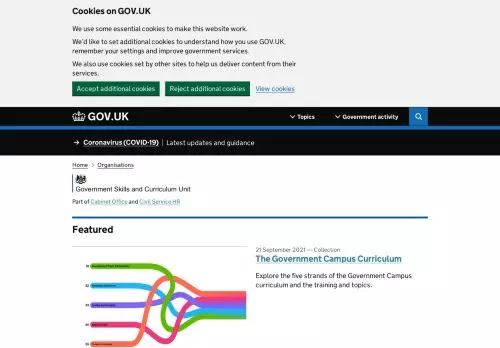 Cookies on GOV.UK
We use some essential cookies to make this website work.
We'd like to set additional cookies to understand how you use GOV.UK,
remember your settings and improve government services.
We also use cookies set by other sites to help us deliver content from their
services.
Accept additional cookies Reject additional cookies View cookies
GOV.UK Topics Government activity
→ Coronavirus (COVID-19) Latest updates and guidance
Home Organisations
Government Skills and Curriculum Unit
Part of Cabinet Office and Civil Service HR
Featured
21 September 2021 — Collection
The Government Campus Curriculum
Explore the five strands of the Government Campus
curriculum and the training and topics.